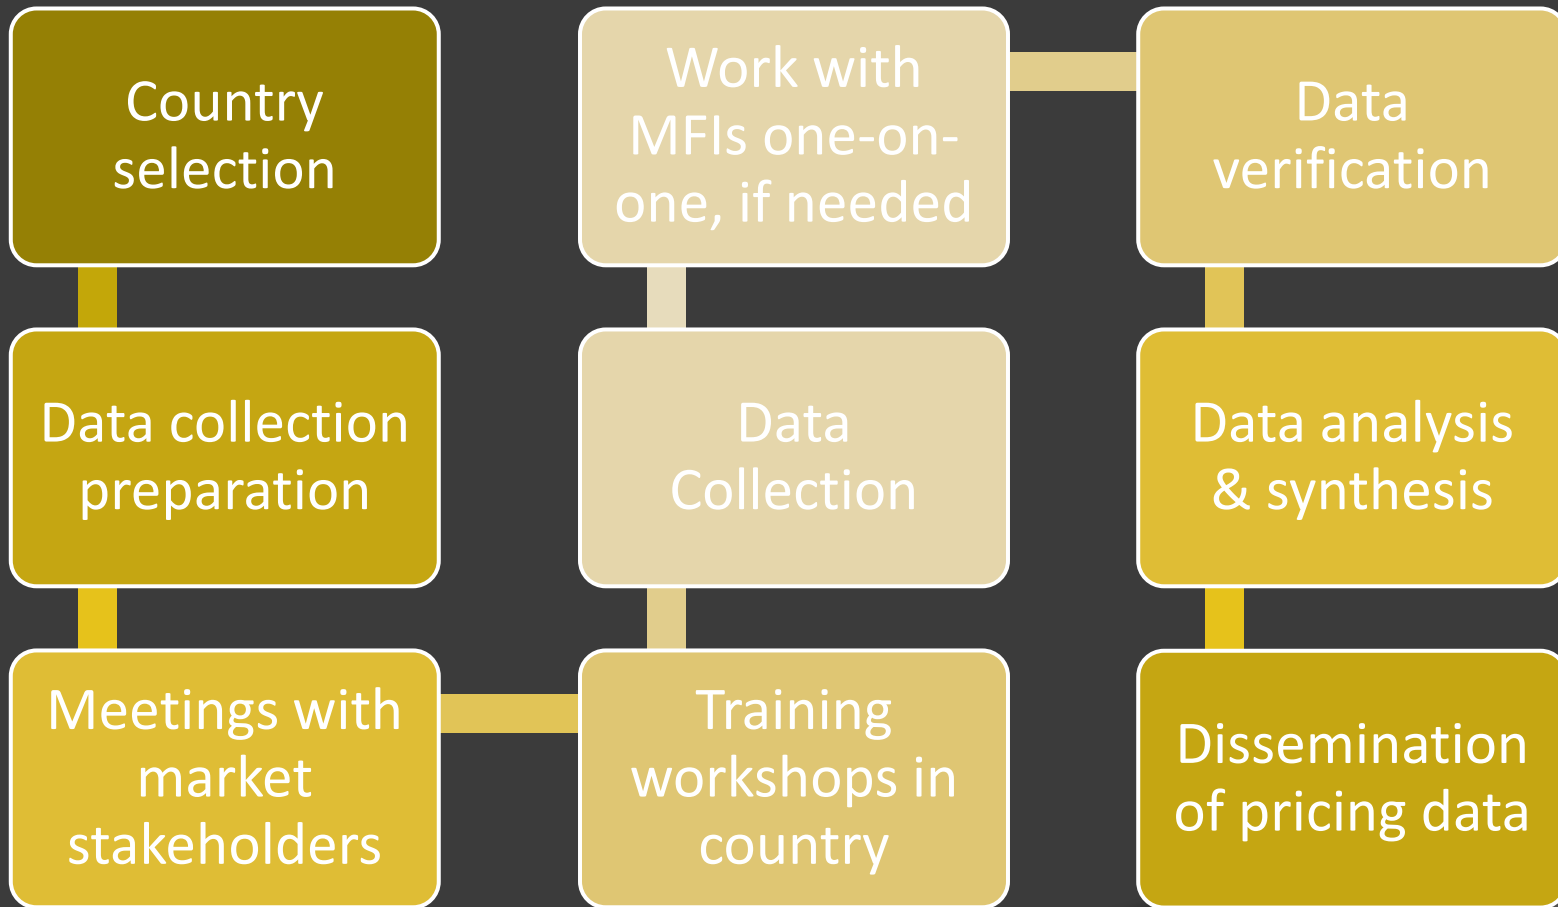 Country
selection
Data collection
preparation
Meetings with
market
stakeholders
Training
workshops in
country
Data
Collection
Work with
MFIs one-on-
one, if needed
Data
verification
Data analysis
& synthesis
Dissemination
of pricing data